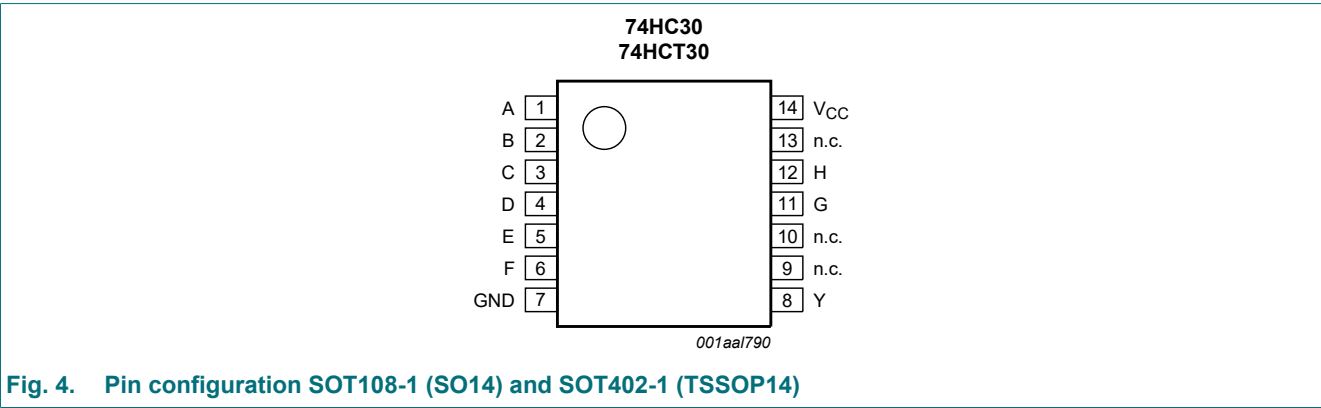 74HC30
74HCT30
A 1 14 VCC
B 2 13 n.c.
C 3 12 H
D 4 11 G
E 5 10 n.c.
F 6 9 n.c.
GND 7 8 Y
001aal790
Fig. 4. Pin configuration SOT108-1 (SO14) and SOT402-1 (TSSOP14)